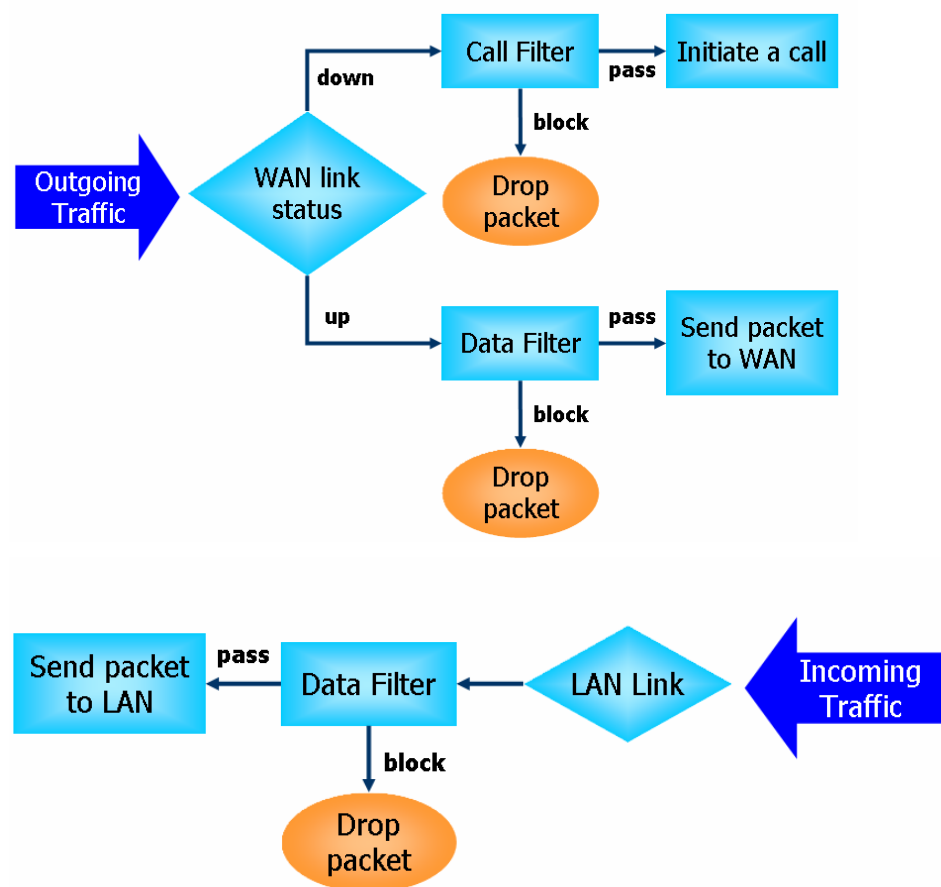 Call Filter
pass
Initiate a call
down
block
Outgoing
Traffic
WAN link
status
Drop
packet
up
Data Filter
pass
Send packet
to WAN
block
Drop
packet
Send packet
to LAN
pass
Data Filter
LAN Link
Incoming
Traffic
block
Drop
packet